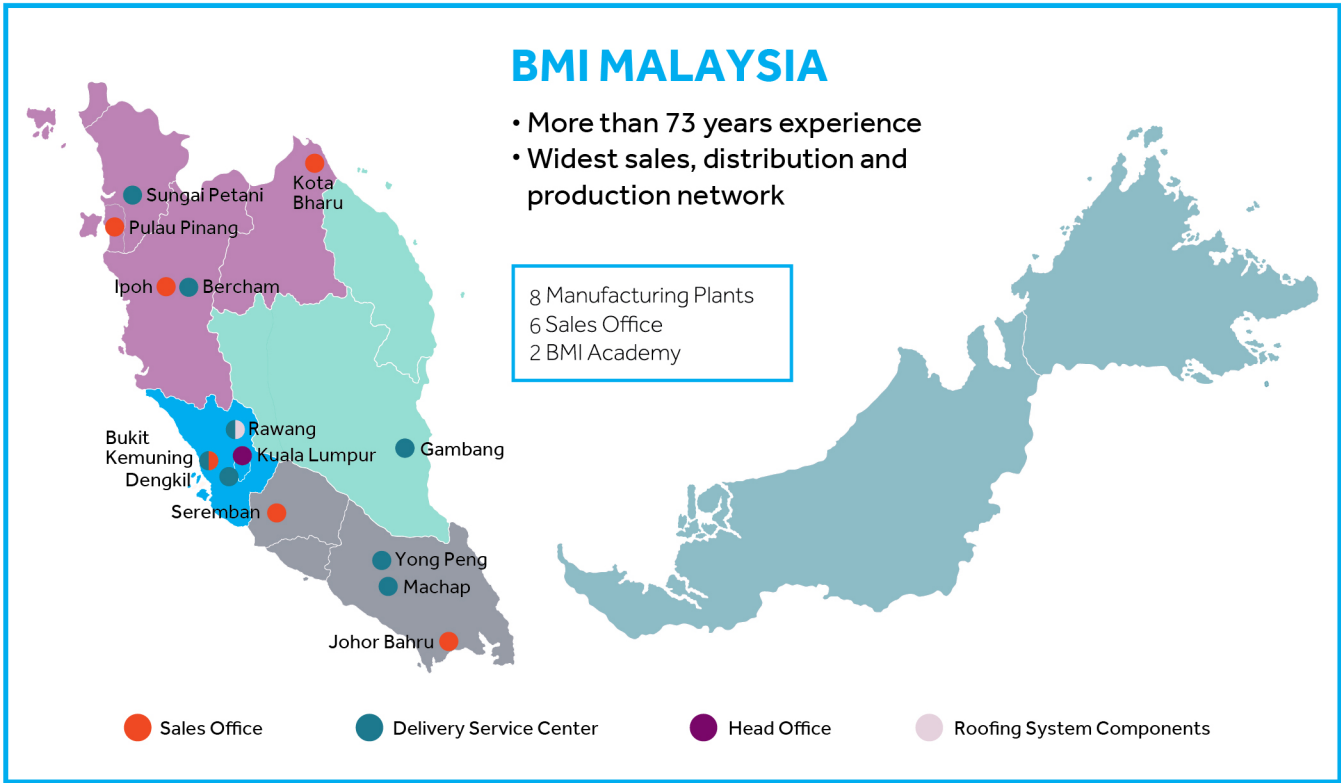 BMI MALAYSIA
• More than 73 years experience
• Widest sales, distribution and
production network
8 Manufacturing Plants
6 Sales Office
2 BMI Academy
Kota
Bharu
Sungai Petani
Pulau Pinang
Ipoh
Bercham
Rawang
Bukit
Kemuning
Kuala Lumpur
Gambang
Dengkil
Seremban
Yong Peng
Machap
Johor Bahru
Sales Office
Delivery Service Center
Head Office
Roofing System Components